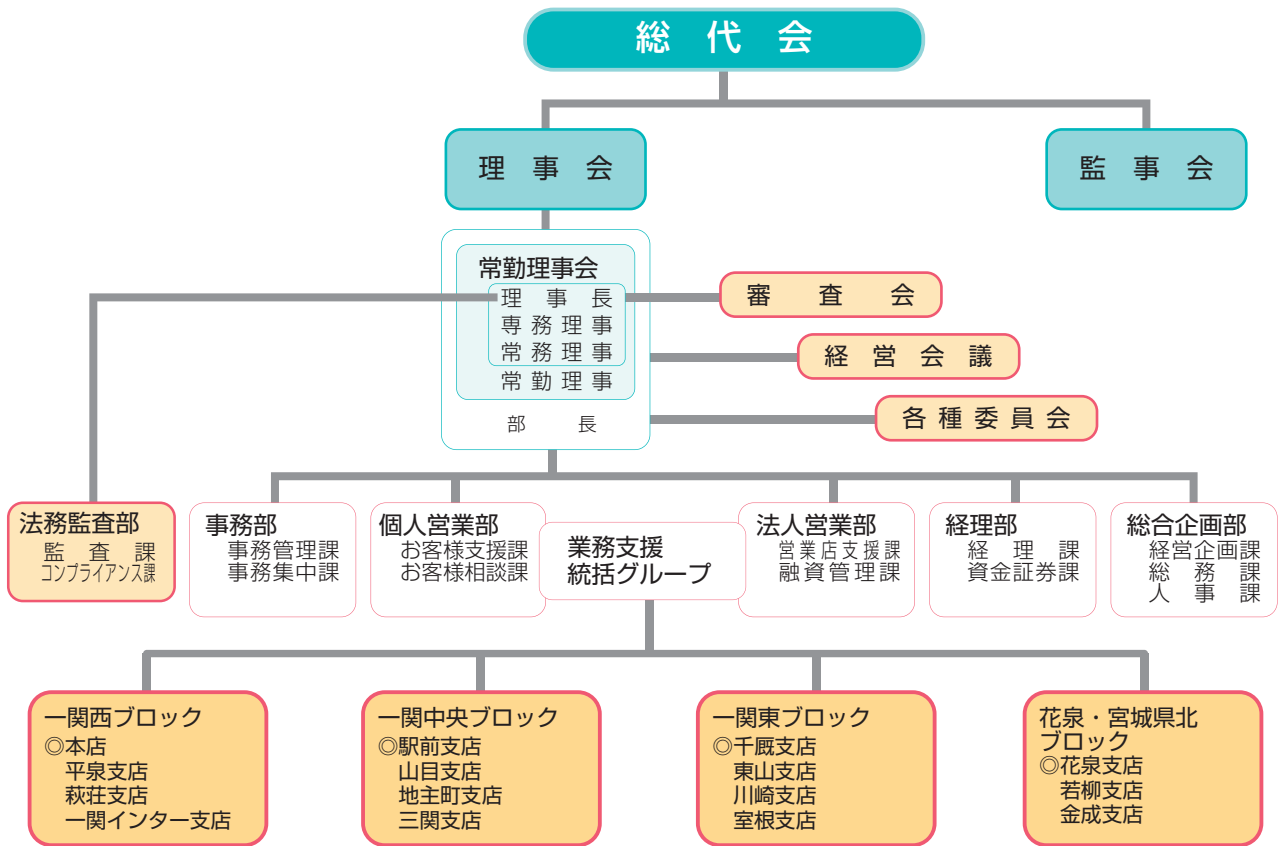 総代会
理事会
監事会
常勤理事会
理事長
専務理事
常務理事
常勤理事
部長
審査会
経営会議
各種委員会
法務監査部
監査課
コンプライアンス課
事務部
事務管理課
事務集中課
個人営業部
お客様支援課
お客様相談課
業務支援
統括グループ
法人営業部
営業店支援課
融資管理課
経理部
経理課
資金証券課
総合企画部
経営企画課
総務課
人事課
一関西ブロック
◎本店
平泉支店
萩荘支店
一関インター支店
一関中央ブロック
◎駅前支店
山目支店
地主町支店
三関支店
一関東ブロック
◎千厩支店
東山支店
川崎支店
室根支店
花泉・宮城県北
ブロック
◎花泉支店
若柳支店
金成支店